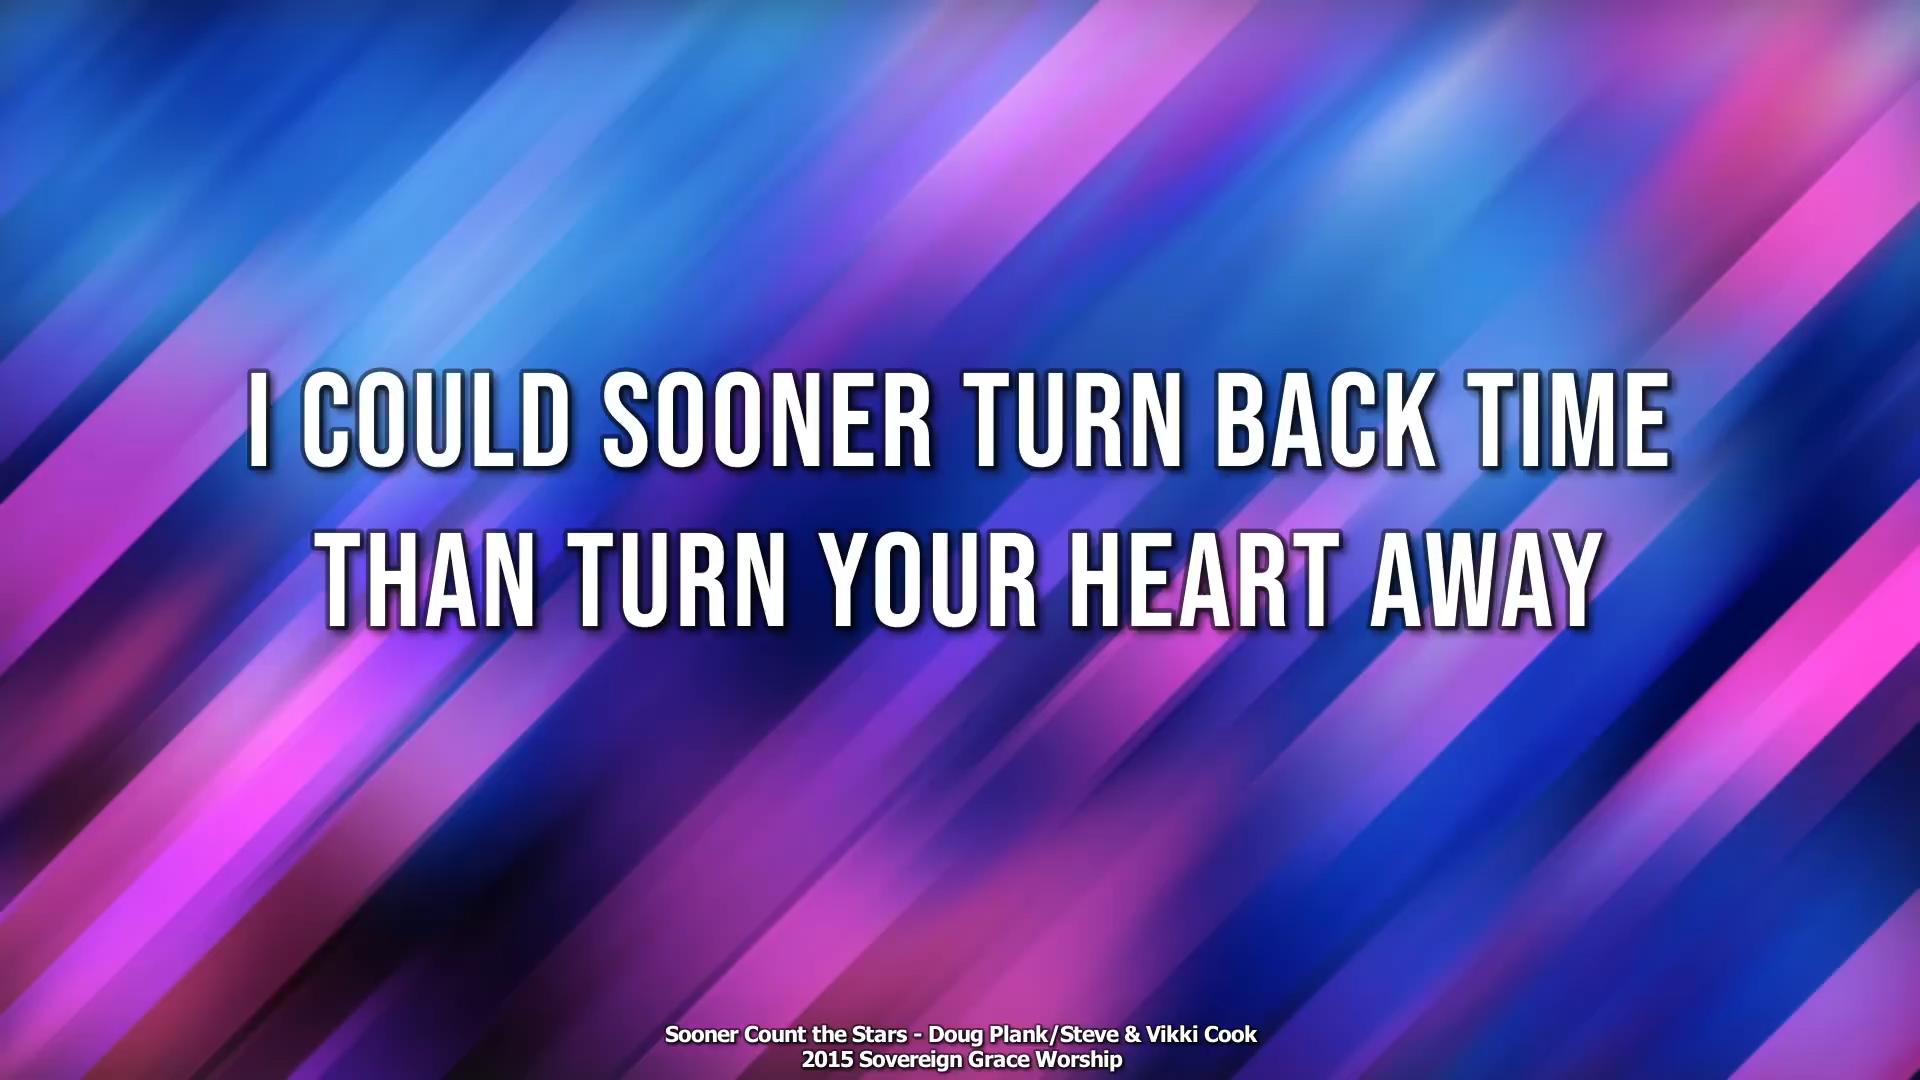 I COULD SOONER TURN BACK TIME
THAN TURN YOUR HEART AWAY
Sooner Count the Stars - Doug Plank/Steve & Vikki Cook
2015 Sovereign Grace Worship